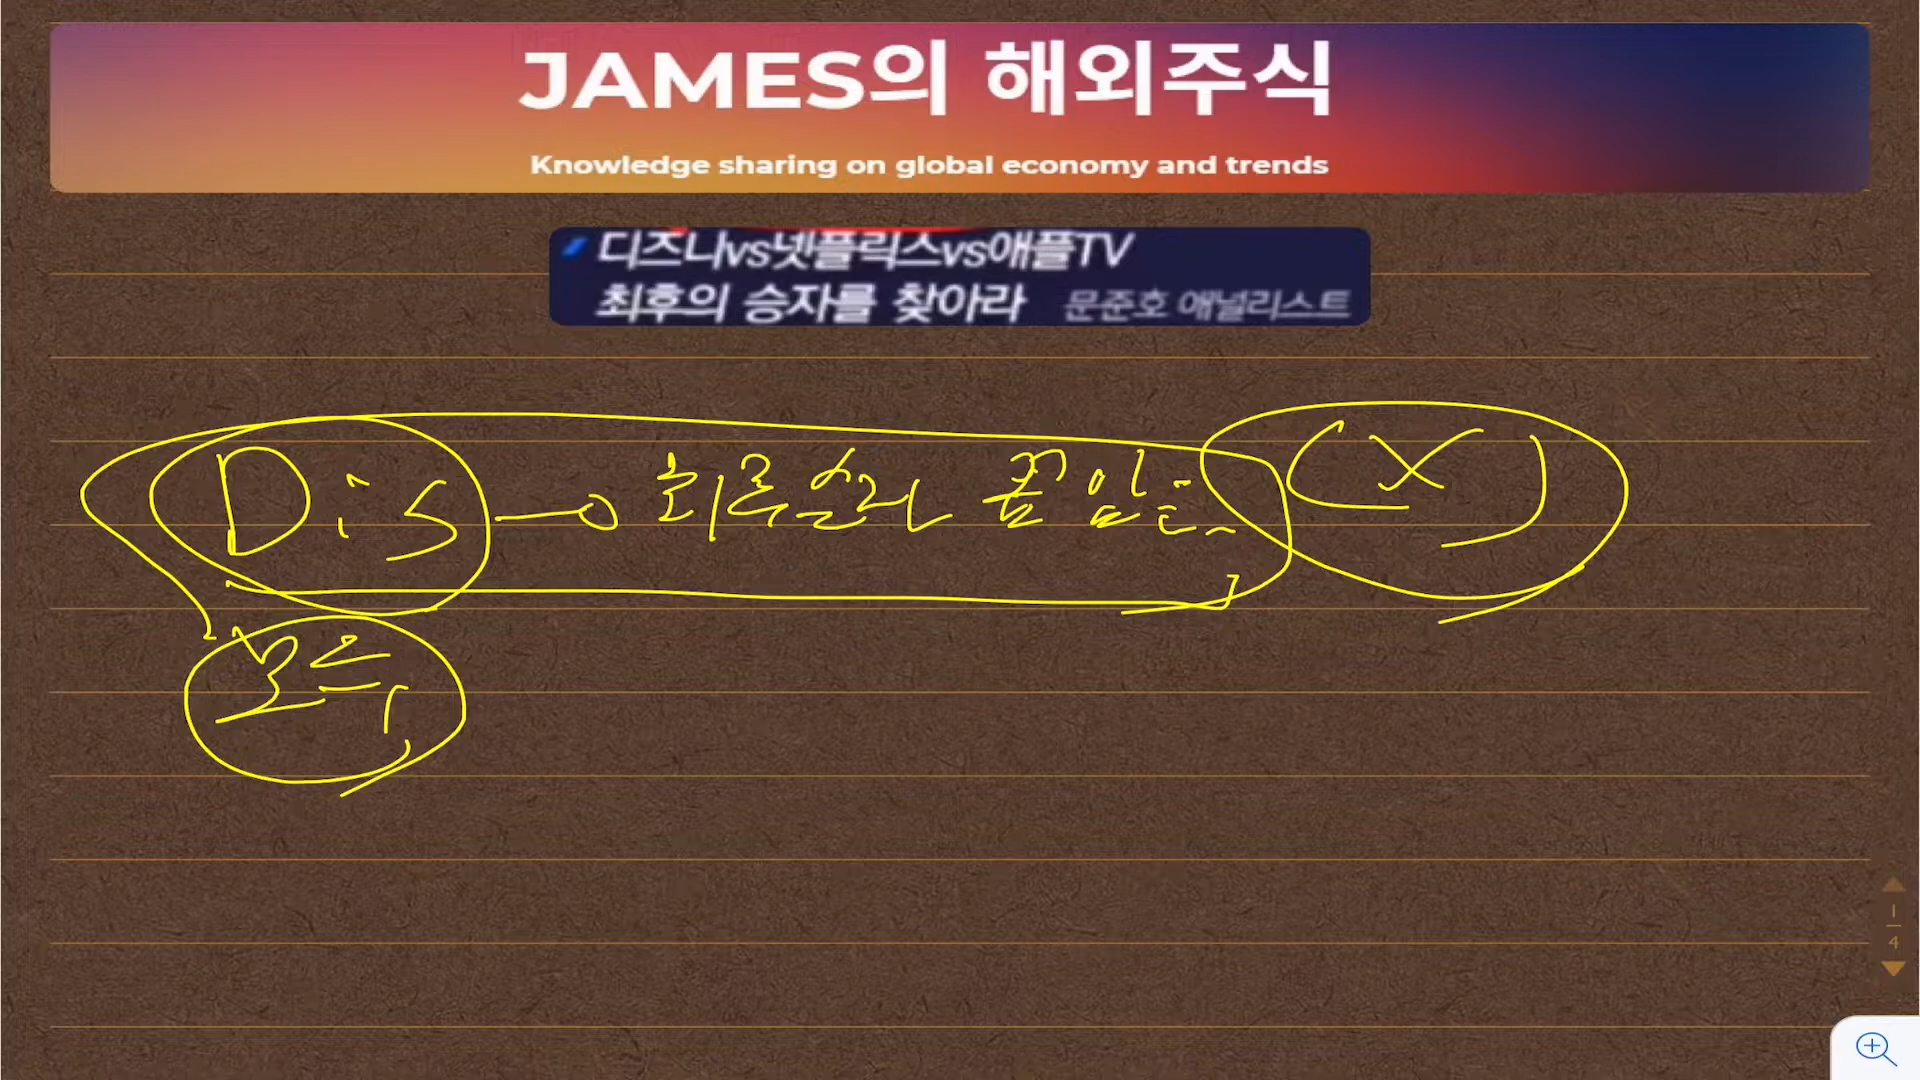 JAMES의 해외주식
Knowledge sharing on global economy and trends
디즈니vs넷플릭스vs애플TV
최후의 승자를 찾아라 문준호 애널리스트
Dis → (X)
1
4